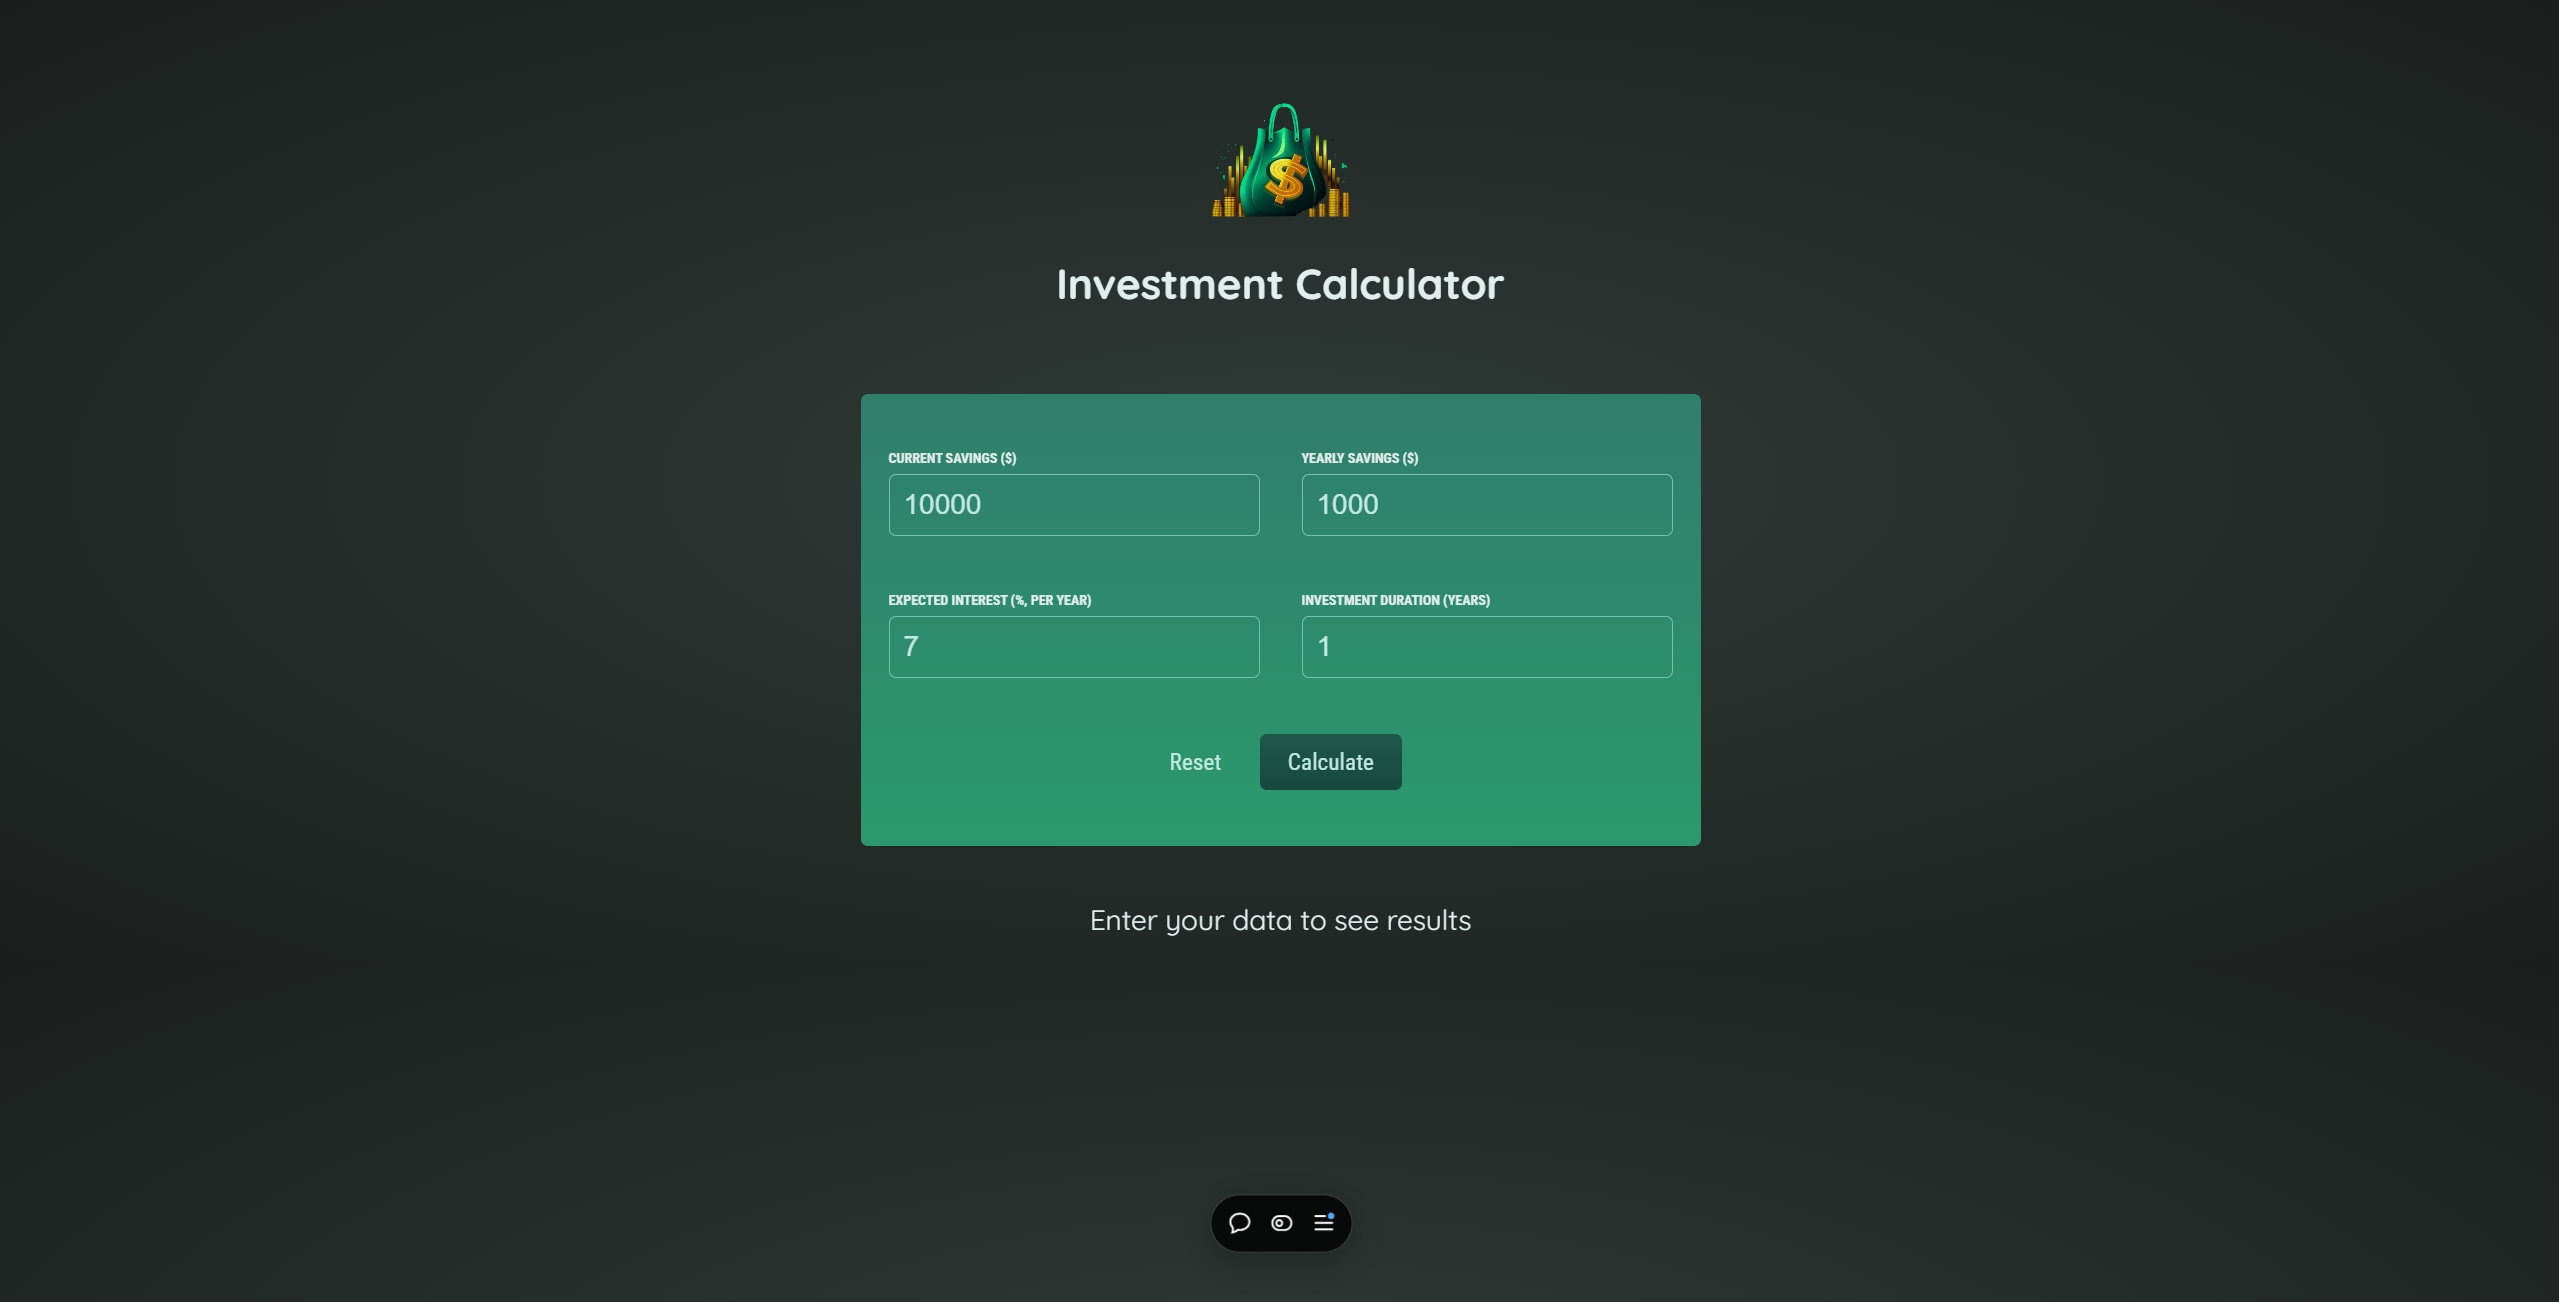 $
Investment Calculator
CURRENT SAVINGS ($)
YEARLY SAVINGS ($)
10000
1000
EXPECTED INTEREST (%, PER YEAR)
INVESTMENT DURATION (YEARS)
7
1
Reset
Calculate
Enter your data to see results